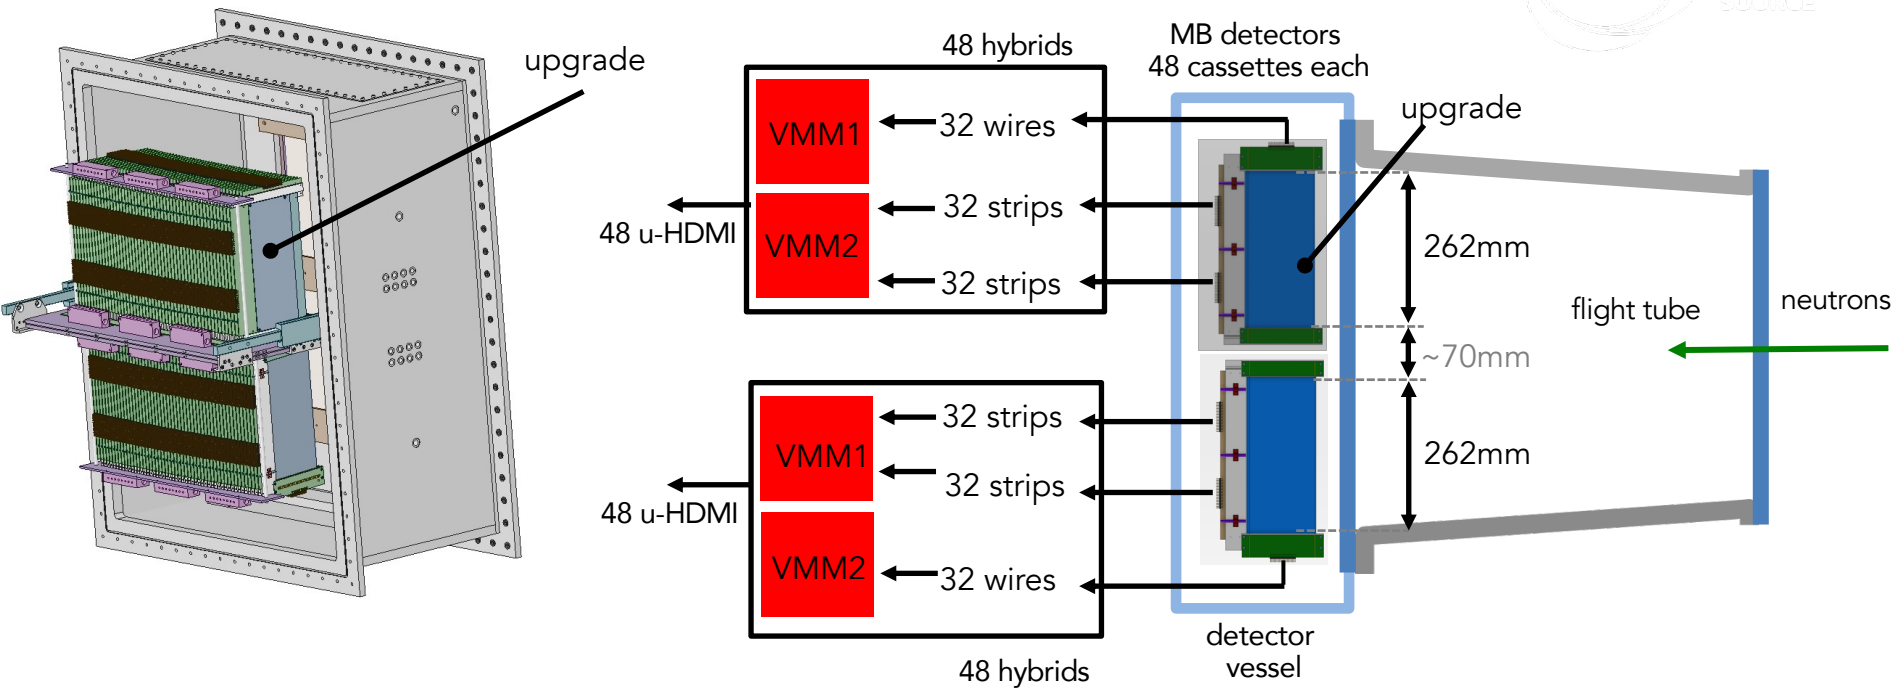 SOURCE
upgrade
48 hybrids
MB detectors
48 cassettes each
upgrade
VMM1
32 wires
VMM2
32 strips
32 strips
48 u-HDMI
262mm
~70mm
262mm
flight tube
neutrons
VMM1
32 strips
32 strips
VMM2
32 wires
48 u-HDMI
detector
vessel
48 hybrids